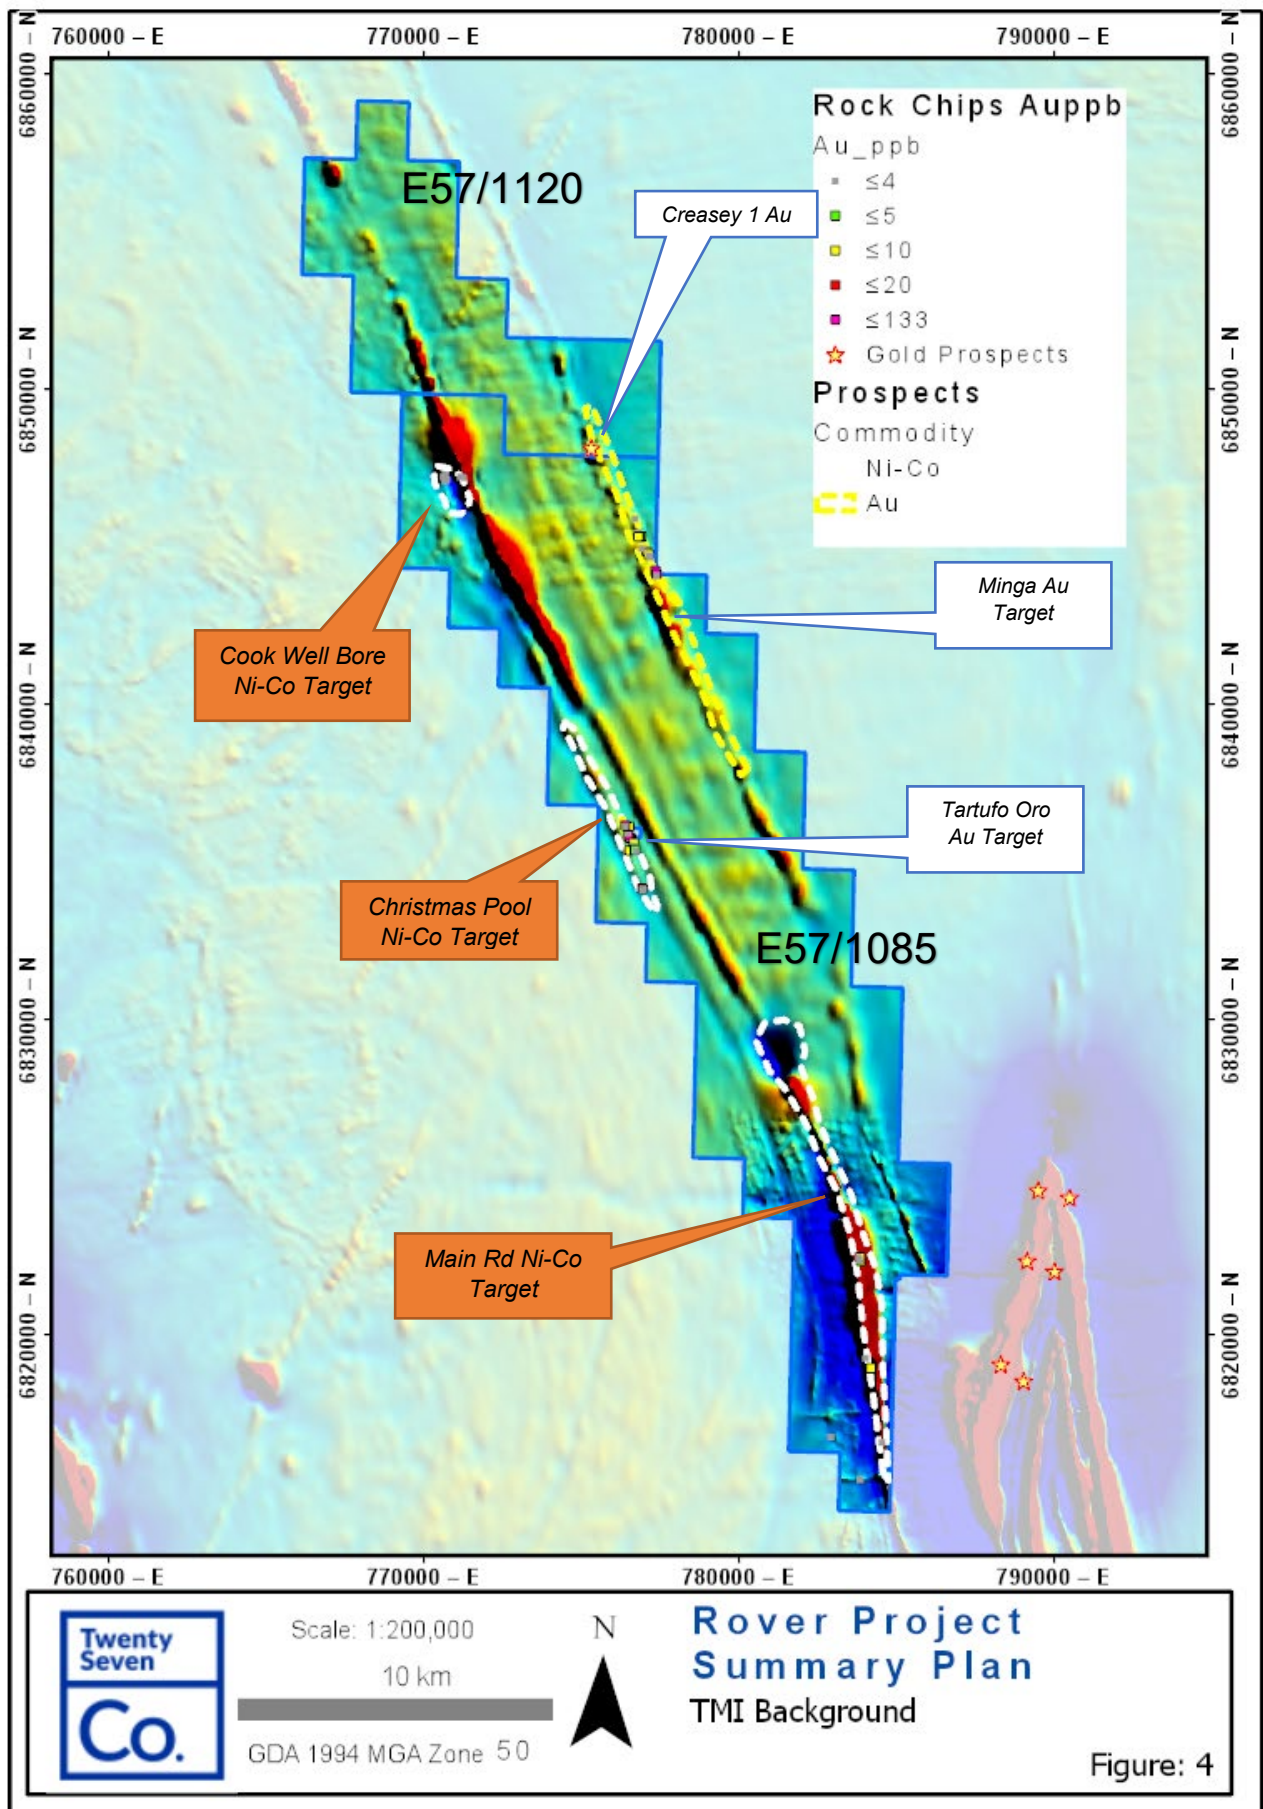 760000 – E
770000 – E
780000 – E
790000 – E
6860000 – N
6850000 – N
6840000 – N
6830000 – N
6820000 – N
6860000 – N
6850000 – N
6840000 – N
6830000 – N
6820000 – N
Rock Chips Auppb
Au_ppb
≤4
≤5
≤10
≤20
≤133
Gold Prospects
Prospects
Commodity
Ni-Co
Au
E57/1120
Creasey 1 Au
Minga Au
Target
Cook Well Bore
Ni-Co Target
Tartufo Oro
Au Target
Christmas Pool
Ni-Co Target
E57/1085
Main Rd Ni-Co
Target
760000 – E
770000 – E
780000 – E
790000 – E
Twenty
Seven
Co.
Scale: 1:200,000
10 km
GDA 1994 MGA Zone 50
N
Rover Project
Summary Plan
TMI Background
Figure: 4